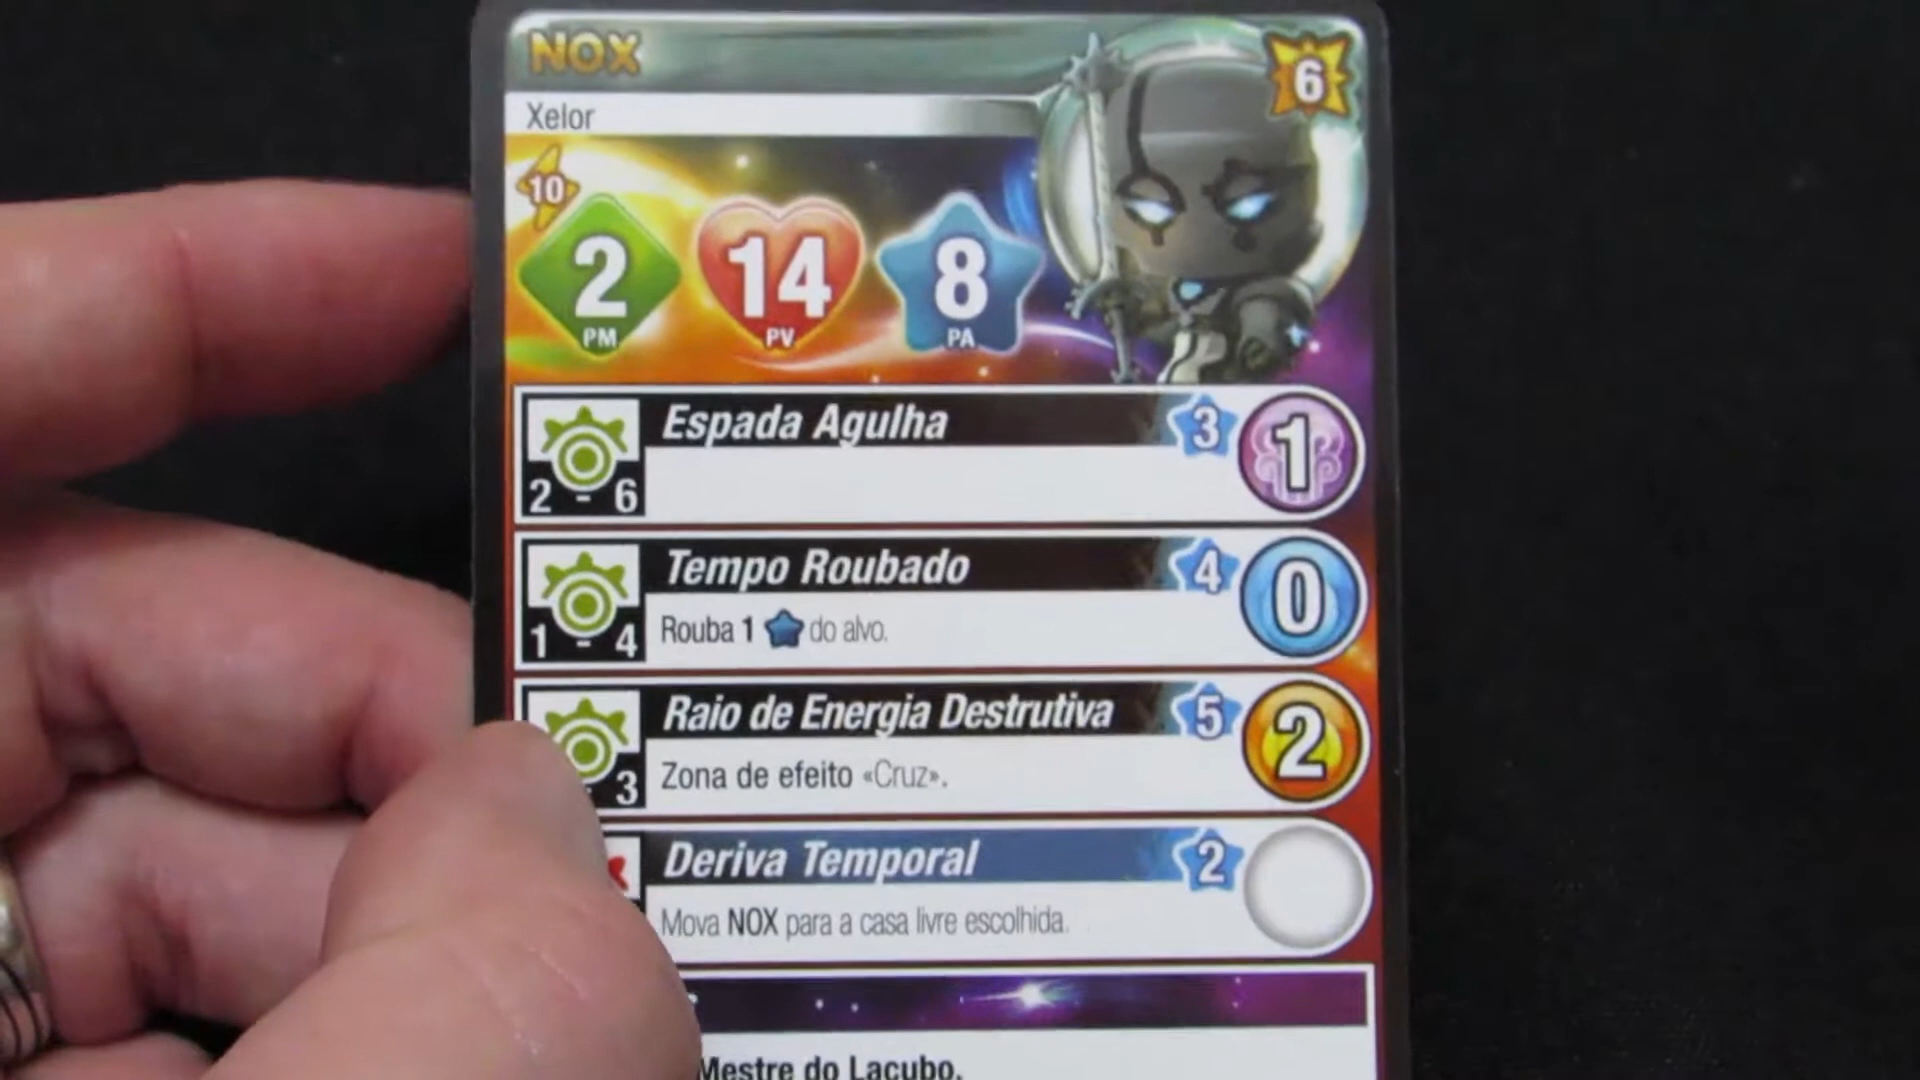 NOX
6
Xelor
10
2
PM
14
PV
8
PA
Espada Agulha
3
1
2 - 6
Tempo Roubado
4
0
1 - 4
Rouba 1 do alvo.
Raio de Energia Destrutiva
5
2
3
Zona de efeito «Cruz».
Deriva Temporal
2
Mova NOX para a casa livre escolhida.
Mestre do Lacubo.